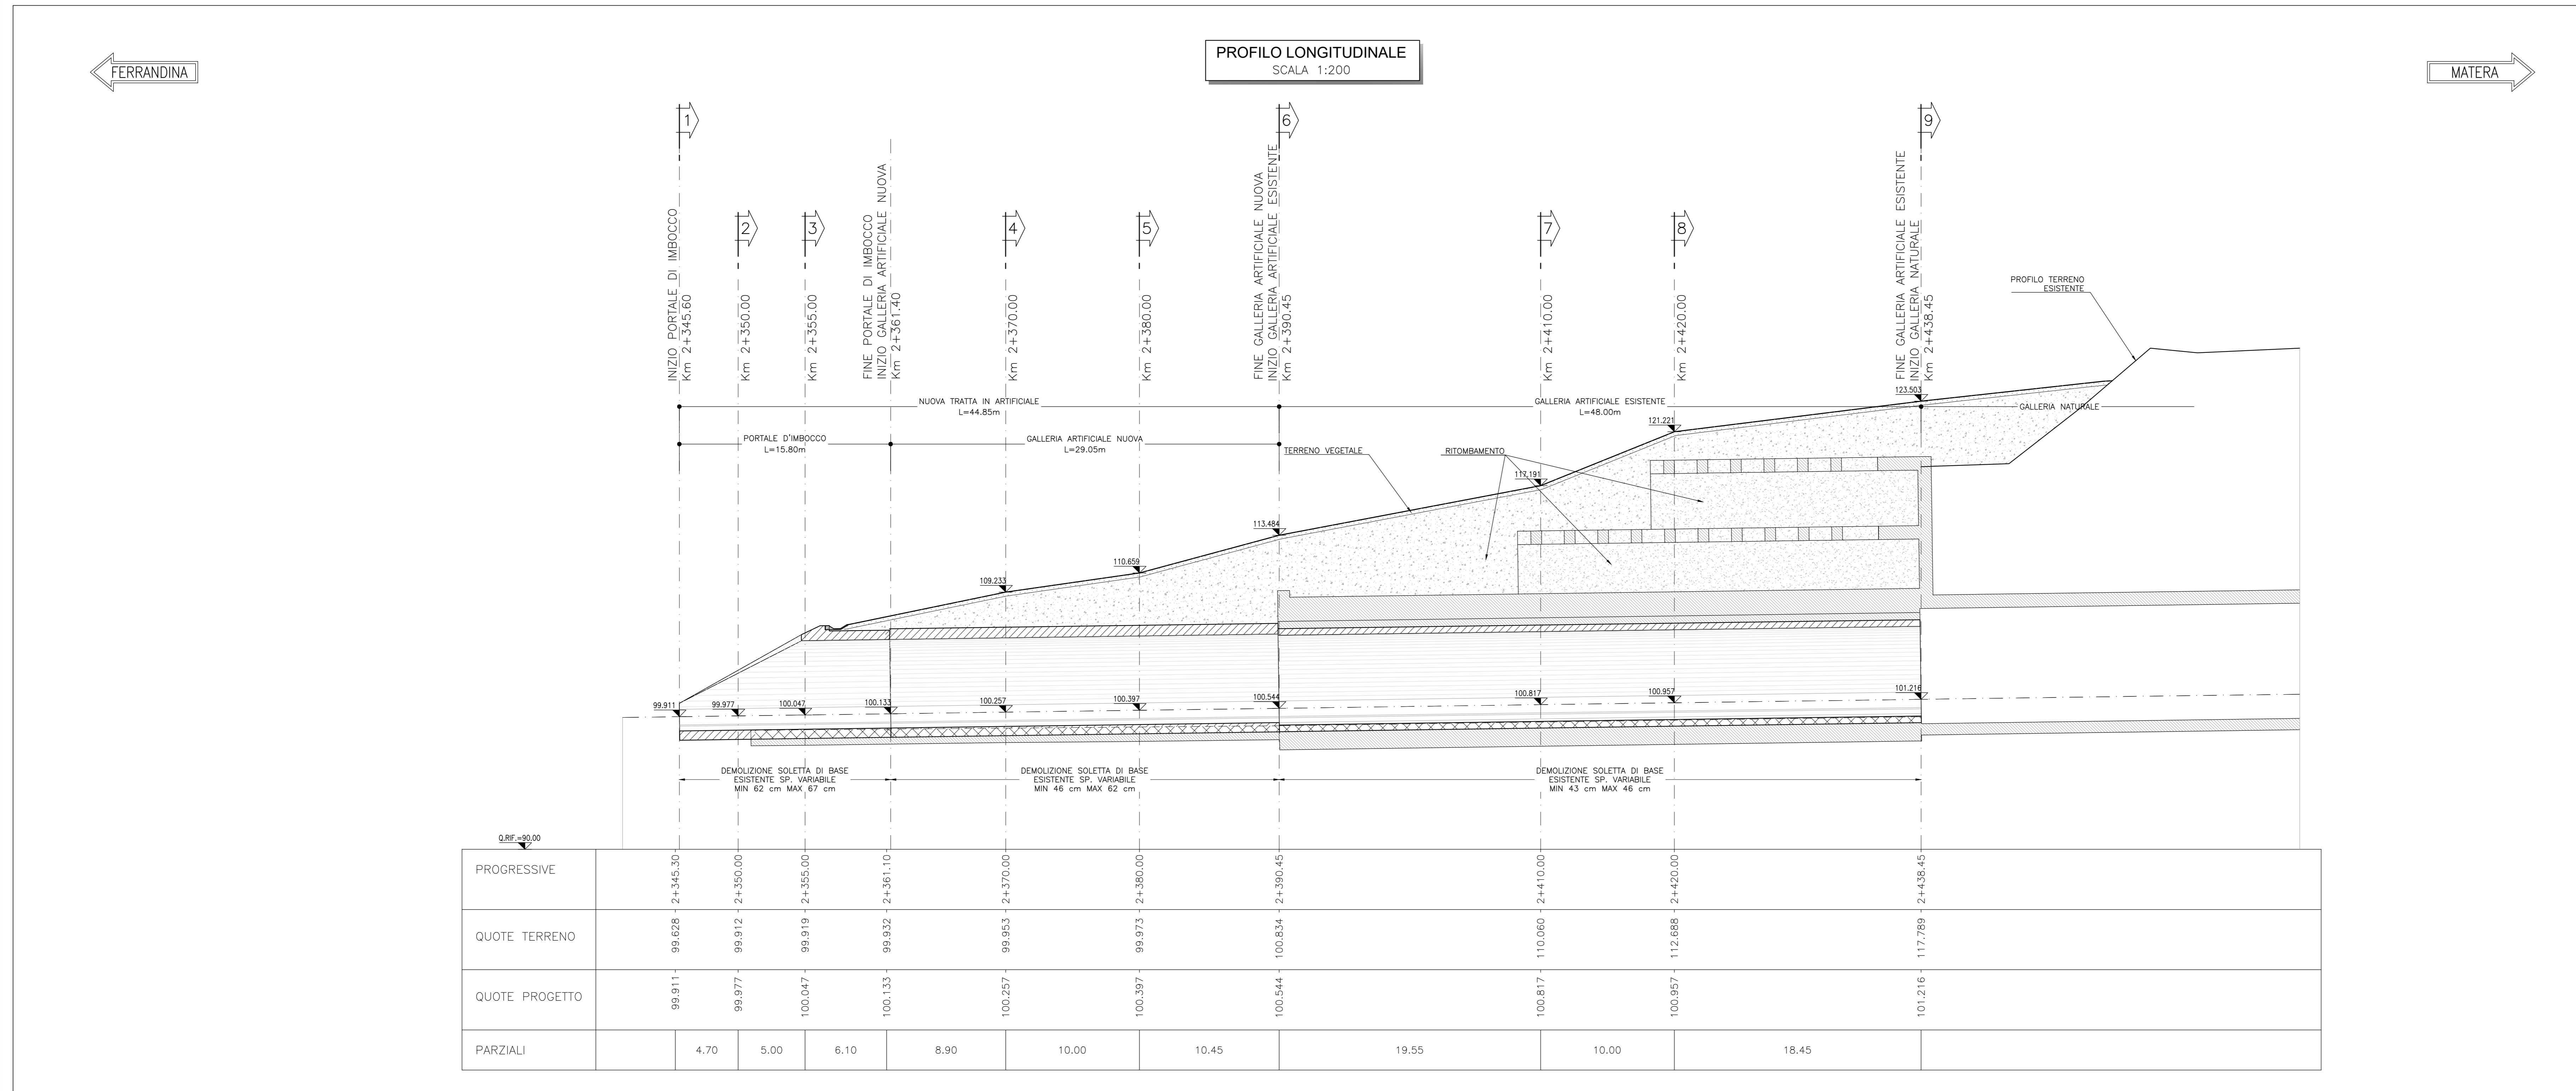 PROFILO LONGITUDINALE
SCALA 1:200
FERRANDINA
MATERA
1
6
9
2
3
4
5
7
8
INIZIO PORTALE DI IMBOCCO
Km 2+345.60
Km 2+350.00
Km 2+355.00
FINE PORTALE DI IMBOCCO
INIZIO GALLERIA ARTIFICIALE NUOVA
Km 2+361.40
Km 2+370.00
Km 2+380.00
FINE GALLERIA ARTIFICIALE NUOVA
INIZIO GALLERIA ARTIFICIALE ESISTENTE
Km 2+390.45
Km 2+410.00
Km 2+420.00
FINE GALLERIA ARTIFICIALE ESISTENTE
INIZIO GALLERIA NATURALE
Km 2+438.45
PROFILO TERRENO
ESISTENTE
NUOVA TRATTA IN ARTIFICIALE
L=44.85m
GALLERIA ARTIFICIALE ESISTENTE
L=48.00m
GALLERIA NATURALE
PORTALE D'IMBOCCO
L=15.80m
GALLERIA ARTIFICIALE NUOVA
L=29.05m
TERRENO VEGETALE
RITOMBAMENTO
123.503
121.221
117.191
113.484
110.659
109.233
99.911
99.977
100.047
100.133
100.257
100.397
100.544
100.817
100.957
101.216
DEMOLIZIONE SOLETTA DI BASE
ESISTENTE SP. VARIABILE
MIN 62 cm MAX 67 cm
DEMOLIZIONE SOLETTA DI BASE
ESISTENTE SP. VARIABILE
MIN 46 cm MAX 62 cm
DEMOLIZIONE SOLETTA DI BASE
ESISTENTE SP. VARIABILE
MIN 43 cm MAX 46 cm
Q.RIF.=90.00
PROGRESSIVE 2+345.30 2+350.00 2+355.00 2+361.10 2+370.00 2+380.00 2+390.45 2+410.00 2+420.00 2+438.45
QUOTE TERRENO 99.628 99.912 99.919 99.932 99.953 99.973 100.834 110.060 112.688 117.789
QUOTE PROGETTO 99.911 99.977 100.047 100.133 100.257 100.397 100.544 100.817 100.957 101.216
PARZIALI 4.70 5.00 6.10 8.90 10.00 10.45 19.55 10.00 18.45